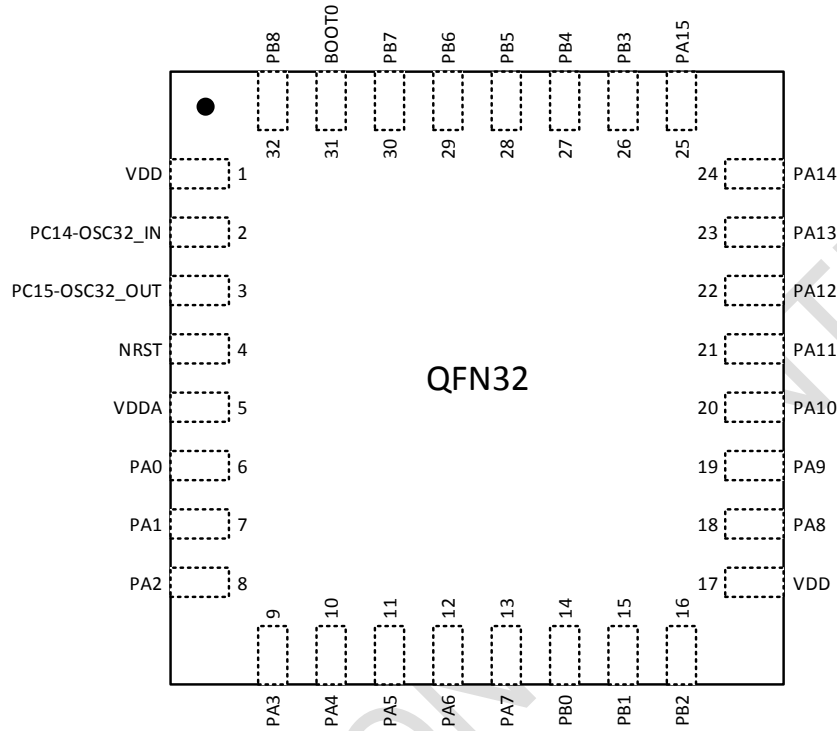 PB8
BOOT0
PB7
PB6
PB5
PB4
PB3
PA15
32
31
30
29
28
27
26
25
VDD 1
PC14-OSC32_IN 2
PC15-OSC32_OUT 3
NRST 4
VDDA 5
PA0 6
PA1 7
PA2 8
QFN32
24 PA14
23 PA13
22 PA12
21 PA11
20 PA10
19 PA9
18 PA8
17 VDD
9
10
11
12
13
14
15
16
PA3
PA4
PA5
PA6
PA7
PB0
PB1
PB2